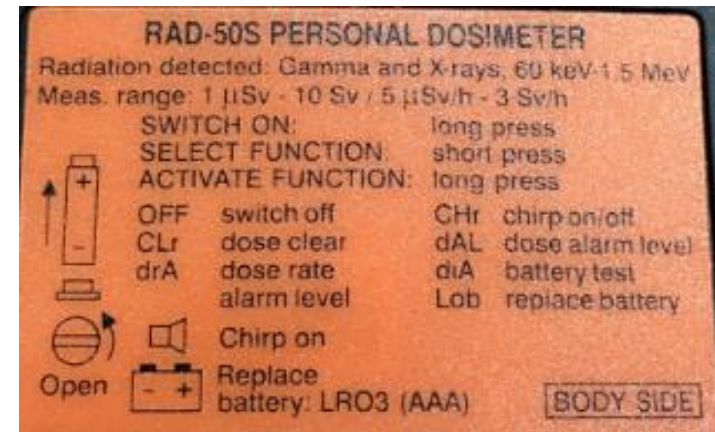 RAD-50S PERSONAL DOSIMETER
Radiation detected: Gamma and X-rays, 60 keV-1.5 MeV
Meas. range: 1 µSv - 10 Sv / 5 µSv/h - 3 Sv/h
SWITCH ON: long press
SELECT FUNCTION: short press
ACTIVATE FUNCTION: long press
OFF switch off CHr chirp on/off
CLr dose clear dAL dose alarm level
drA dose rate diA battery test
alarm level Lob replace battery
+
-
Chirp on
Open - + Replace
battery: LR03 (AAA) BODY SIDE